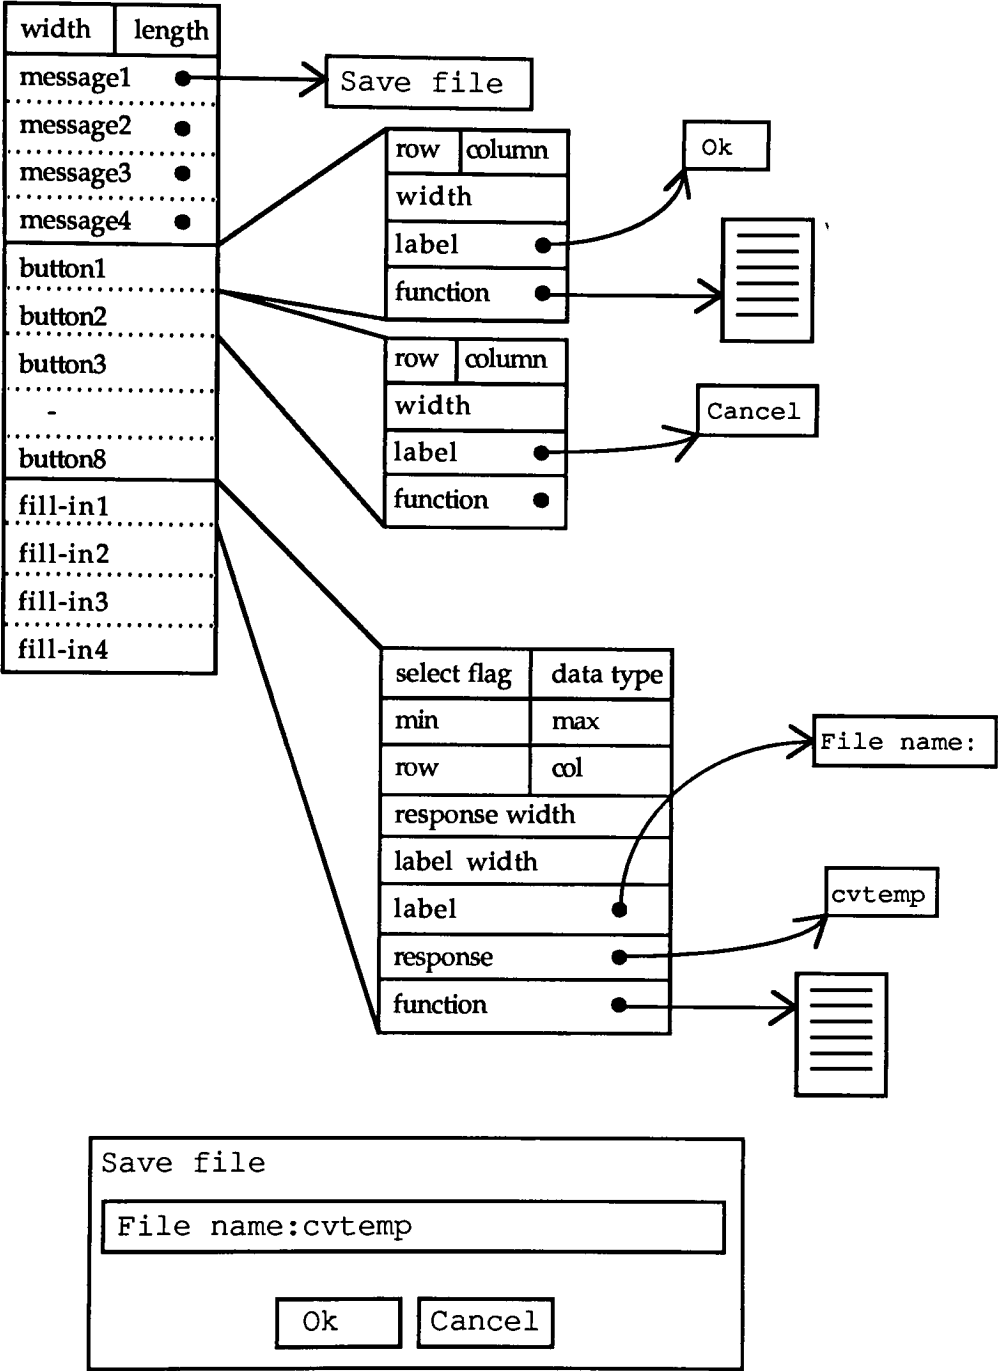 width length
message1
message2
message3
message4
button1
button2
button3
-
button8
fill-in1
fill-in2
fill-in3
fill-in4
Save file
row column
width
label
function
Ok
row column
width
label
function
Cancel
select flag data type
min max
row col
response width
label width
label
response
function
File name:
cvtemp
Save file
File name:cvtemp
Ok Cancel